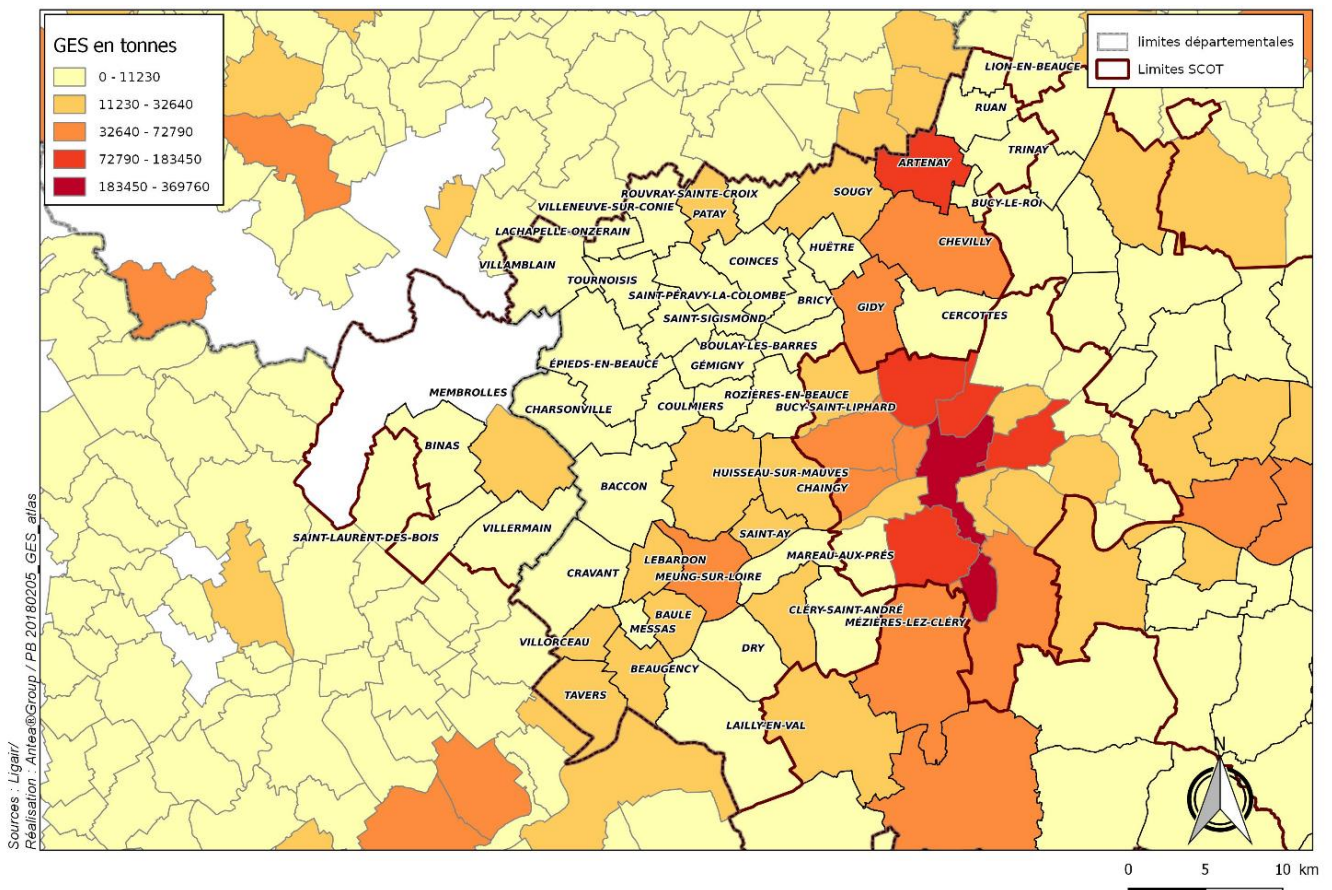 GES en tonnes
0 - 11230
11230 - 32640
32640 - 72790
72790 - 183450
183450 - 369760
limites départementales
Limites SCOT
LION-EN-BEAUCE
RUAN
TRINAY
ARTENAY
BUCY-LE-ROI
ROUVRAY-SAINTE-CROIX
SOUGY
VILLENEUVE-SUR-CONIE
PATAY
LACHAPELLE-ONZERAIN
CHEVILLY
HUÊTRE
VILLAMBLAIN
COINCES
TOURNOISIS
SAINT-PÉRAVY-LA-COLOMBE
BRICY
GIDY
SAINT-SIGISMOND
CERCOTTES
BOULAY-LES-BARRES
ÉPIEDS-EN-BEAUCE
GÉMIGNY
MEMBROLLES
ROZIÈRES-EN-BEAUCE
CHARSONVILLE
COULMIERS
BUCY-SAINT-LIPHARD
BINAS
HUISSEAU-SUR-MAUVES
BACCON
CHAINGY
VILLERMAIN
SAINT-LAURENT-DES-BOIS
SAINT-AY
MAREAU-AUX-PRÉS
LEBARDON
CRAVANT
MEUNG-SUR-LOIRE
CLÉRY-SAINT-ANDRÉ
BAULE
MÉZIÈRES-LEZ-CLÉRY
MESSAS
VILLORCEAU
DRY
BEAUGENCY
TAVERS
LAILLY-EN-VAL
N
0 5 10 km
Sources : Ligair/
Réalisation : Antea®Group / PB 20180205_GES_atlas